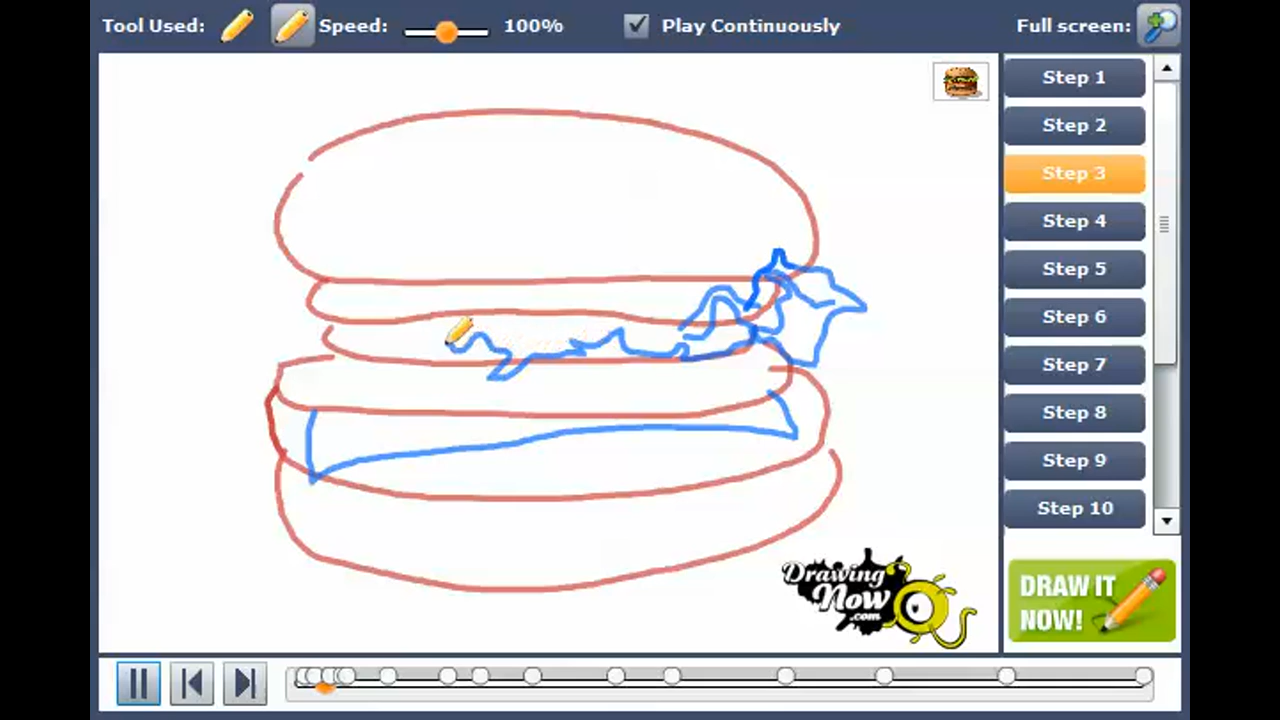 Tool Used:
Speed:
100%
Play Continuously
Full screen:
Step 1
Step 2
Step 3
Step 4
Step 5
Step 6
Step 7
Step 8
Step 9
Step 10
Drawing
Now
.com
DRAW IT
NOW!